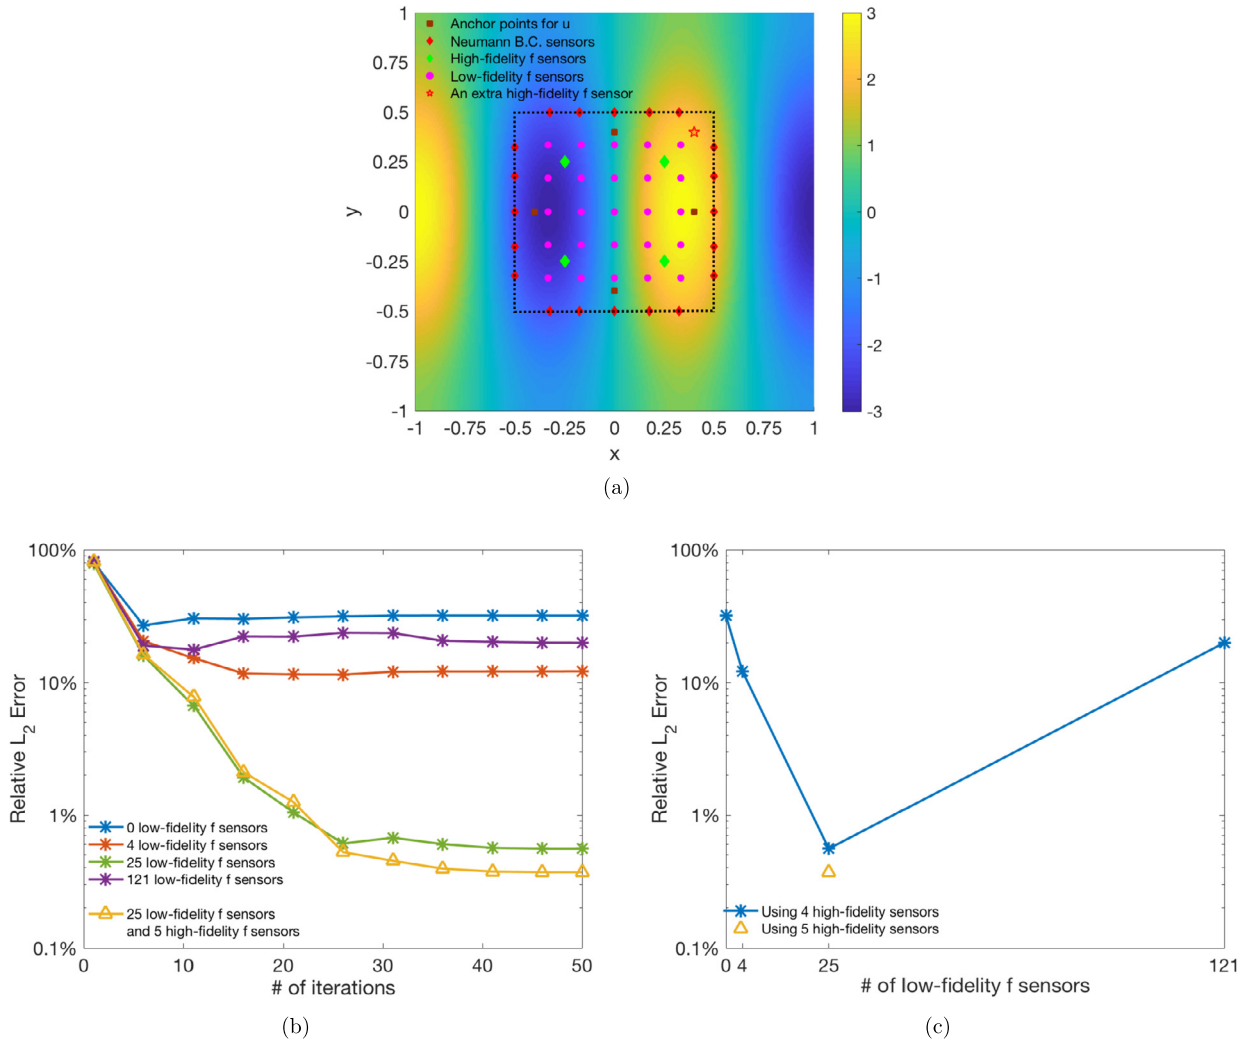 1
0.75
0.5
0.25
0
-0.25
-0.5
-0.75
-1
y
Anchor points for u
Neumann B.C. sensors
High-fidelity f sensors
Low-fidelity f sensors
An extra high-fidelity f sensor
-1 -0.75 -0.5 -0.25 0 0.25 0.5 0.75 1
x
3
2
1
0
-1
-2
-3
(a)
100%
10%
1%
0.1%
Relative L2 Error
0 low-fidelity f sensors
4 low-fidelity f sensors
25 low-fidelity f sensors
121 low-fidelity f sensors
25 low-fidelity f sensors
and 5 high-fidelity f sensors
0 10 20 30 40 50
# of iterations
(b)
100%
10%
1%
0.1%
Relative L2 Error
Using 4 high-fidelity sensors
Using 5 high-fidelity sensors
0 4 25 121
# of low-fidelity f sensors
(c)